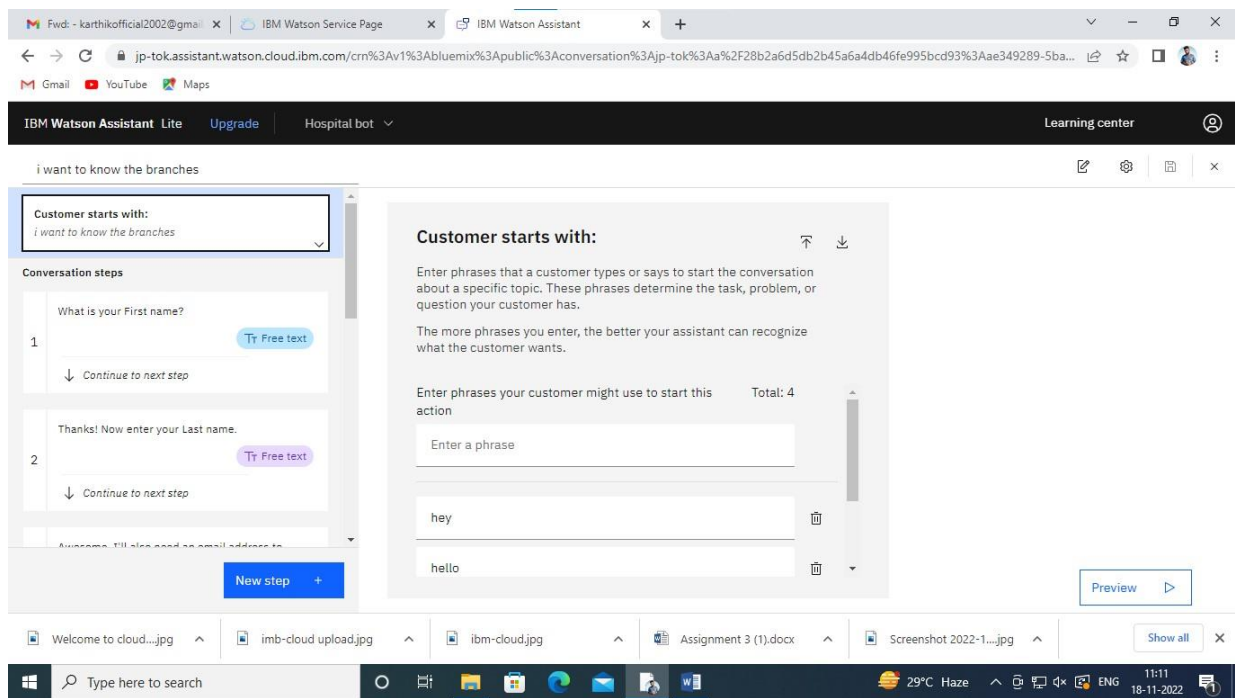 Fwd: - karthikofficial2002@gmai
IBM Watson Service Page
IBM Watson Assistant
jp-tok.assistant.watson.cloud.ibm.com/crn%3Av1%3Abluemix%3Apublic%3Aconversation%3Ajp-tok%3Aa%2F28b2a6d5db2b45a6a4db46fe995bcd93%3Aae349289-5ba...
Gmail YouTube Maps
IBM Watson Assistant Lite Upgrade Hospital bot Learning center
i want to know the branches
Customer starts with:
i want to know the branches
Conversation steps
1
What is your First name?
Free text
Continue to next step
2
Thanks! Now enter your Last name.
Free text
Continue to next step
Awesome. I'll also need an email address to
New step +
Customer starts with:
Enter phrases that a customer types or says to start the conversation
about a specific topic. These phrases determine the task, problem, or
question your customer has.
The more phrases you enter, the better your assistant can recognize
what the customer wants.
Enter phrases your customer might use to start this Total: 4
action
Enter a phrase
hey
hello
Preview
Welcome to cloud....jpg
imb-cloud upload.jpg
ibm-cloud.jpg
Assignment 3 (1).docx
Screenshot 2022-1....jpg
Show all
Type here to search
29°C Haze
ENG
11:11
18-11-2022